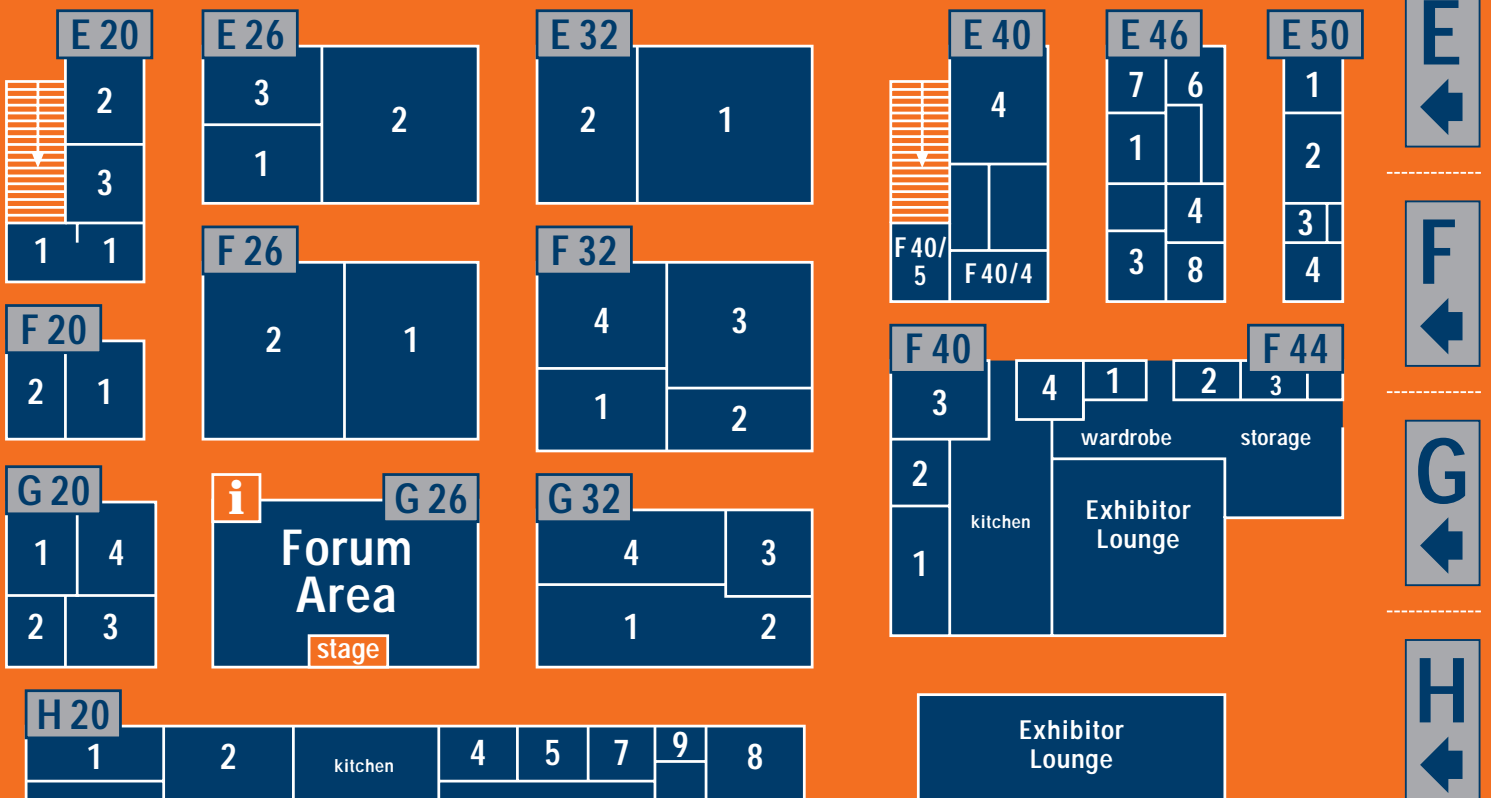 E 20
E 26
E 32
E 40
E 46
E 50
E
2
3
2
1
2
1
4
7
6
1
1
2
3
1
1
3
4
3
8
4
1
1
F 40/
5
F 40/4
F 26
F 32
F
2
1
4
3
1
2
F 20
2
1
F 40
F 44
3
4
1
2
3
wardrobe
storage
2
kitchen
Exhibitor
Lounge
1
G 20
1
4
2
3
i
G 26
Forum
Area
stage
G 32
4
3
1
2
G
H 20
1
2
kitchen
4
5
7
9
8
Exhibitor
Lounge
H